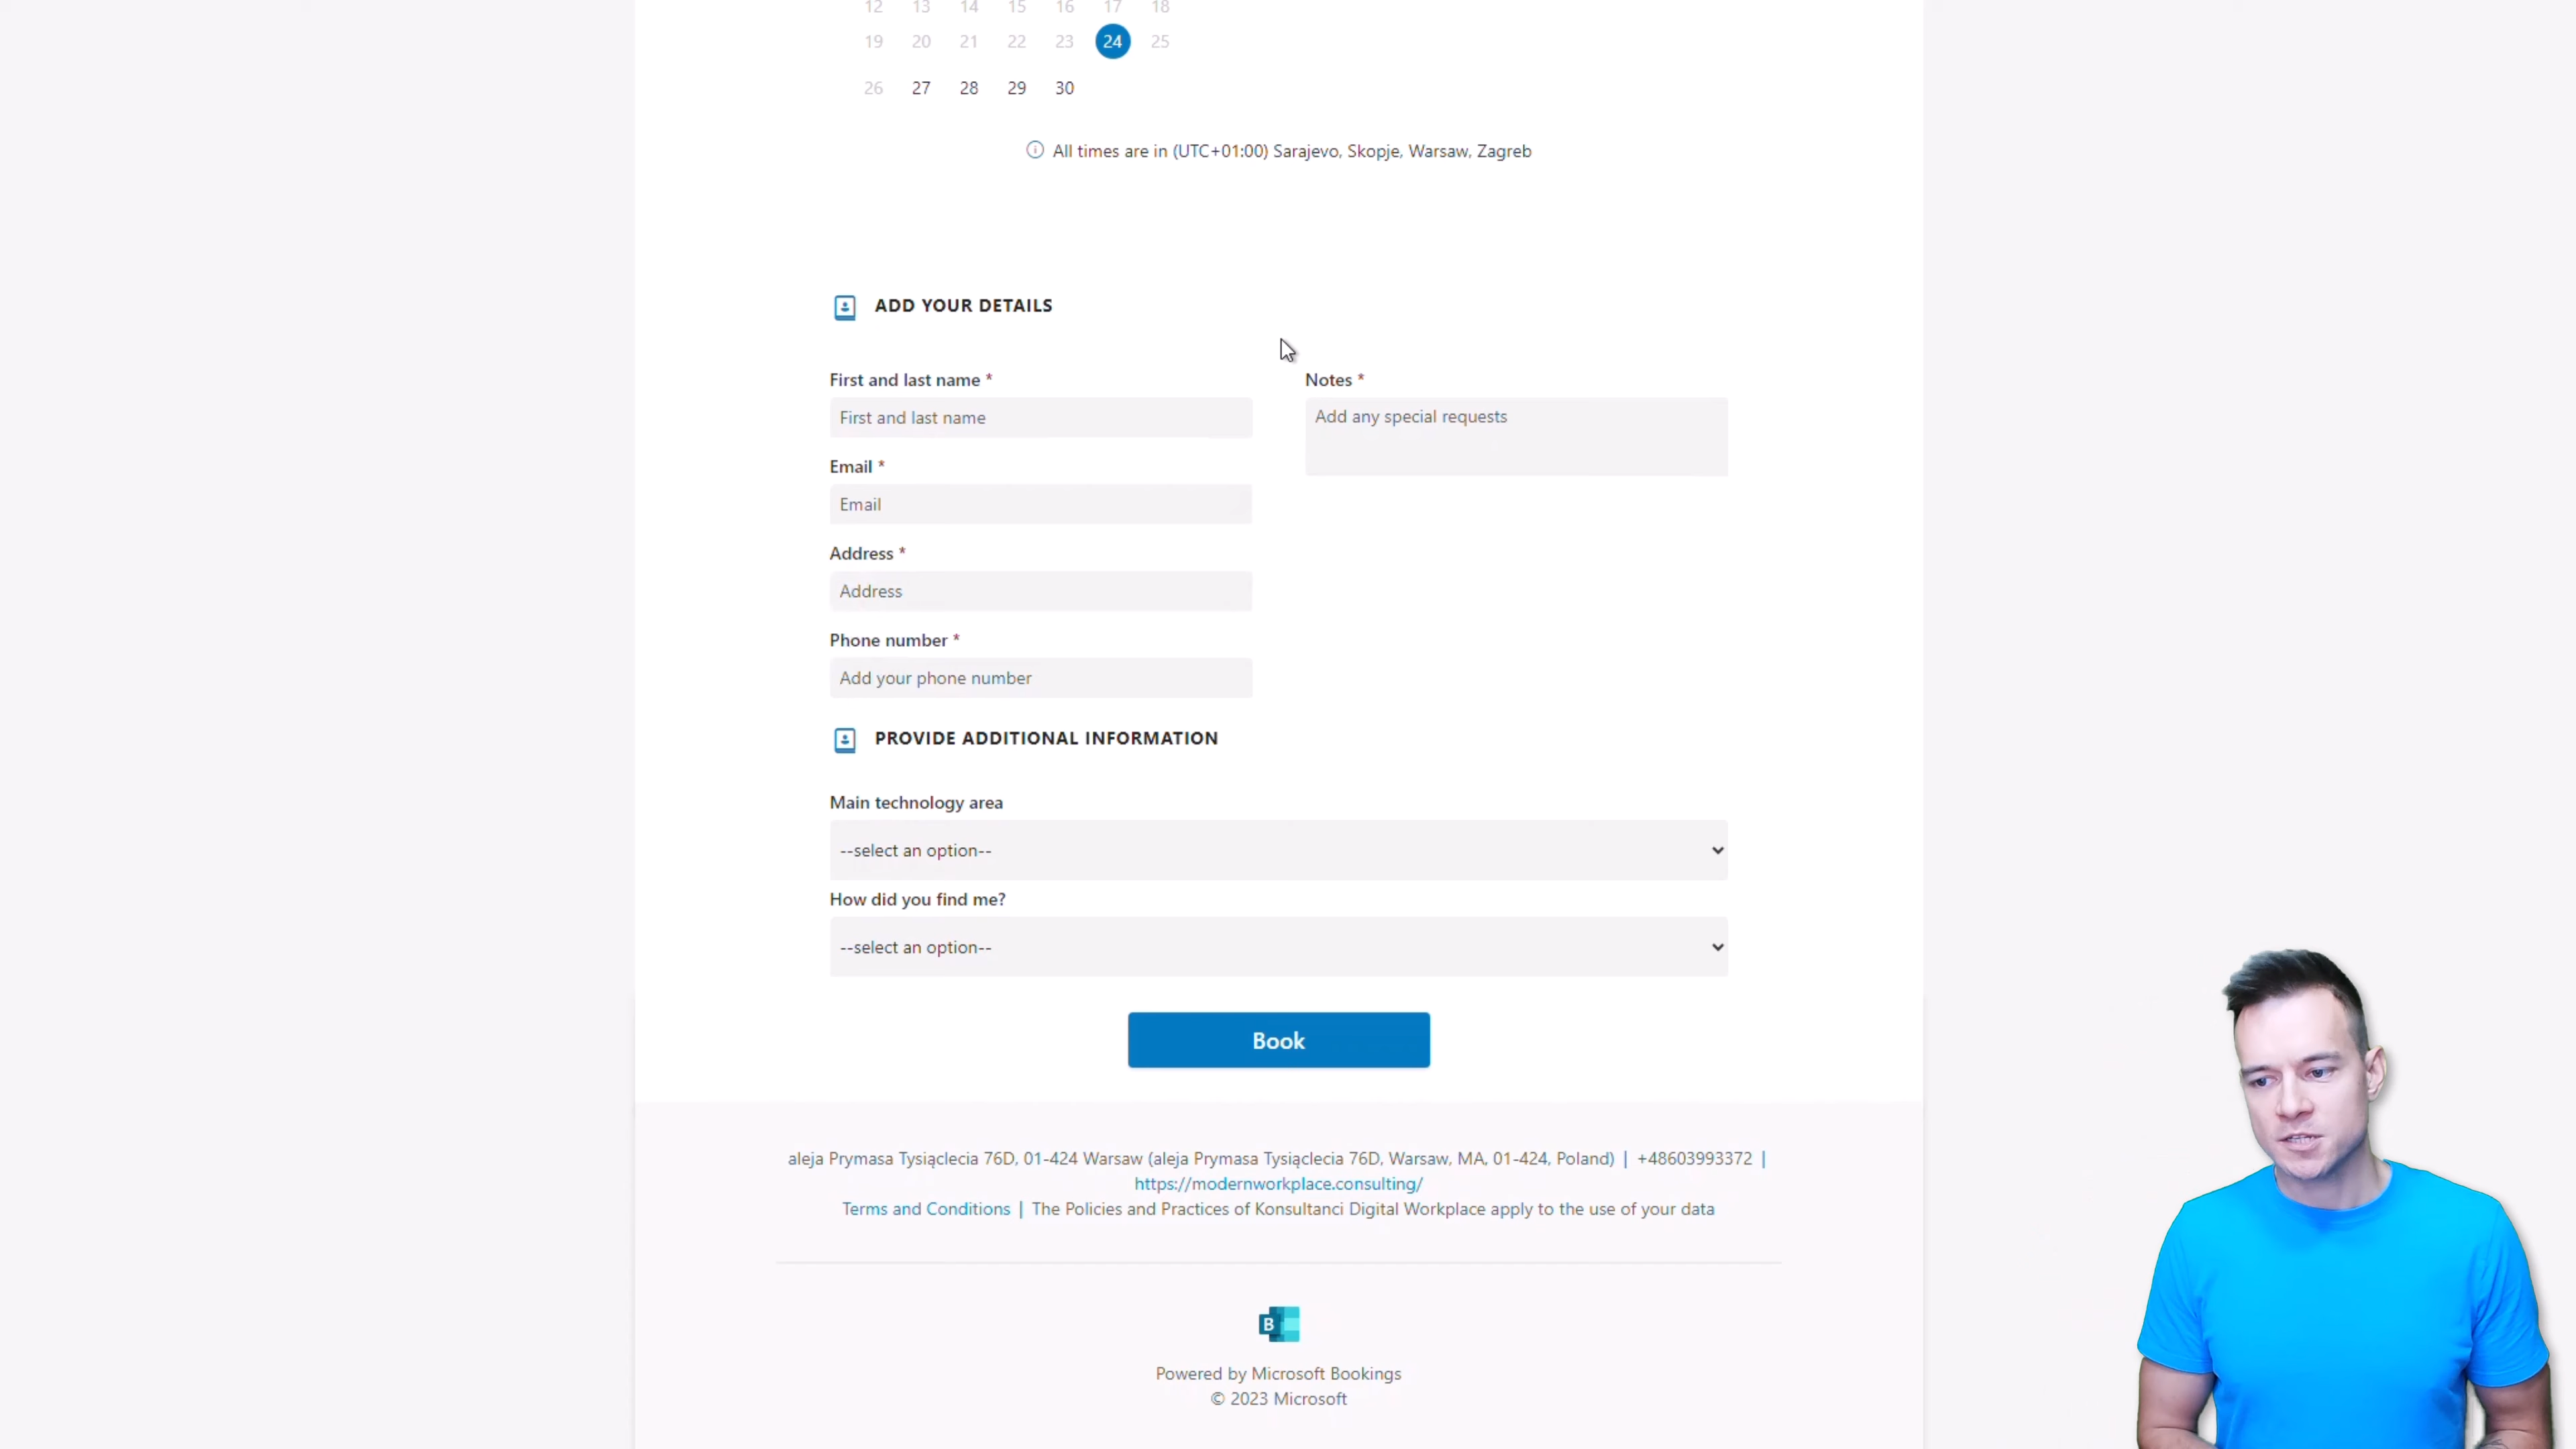 12 13 14 15 16 17 18
19 20 21 22 23 24 25
26 27 28 29 30
All times are in (UTC+01:00) Sarajevo, Skopje, Warsaw, Zagreb
ADD YOUR DETAILS
First and last name *
First and last name
Email *
Email
Address *
Address
Phone number *
Add your phone number
Notes *
Add any special requests
PROVIDE ADDITIONAL INFORMATION
Main technology area
--select an option--
How did you find me?
--select an option--
Book
aleja Prymasa Tysiąclecia 76D, 01-424 Warsaw (aleja Prymasa Tysiąclecia 76D, Warsaw, MA, 01-424, Poland) | +48603993372 |
https://modernworkplace.consulting/
Terms and Conditions | The Policies and Practices of Konsultanci Digital Workplace apply to the use of your data
B
Powered by Microsoft Bookings
© 2023 Microsoft